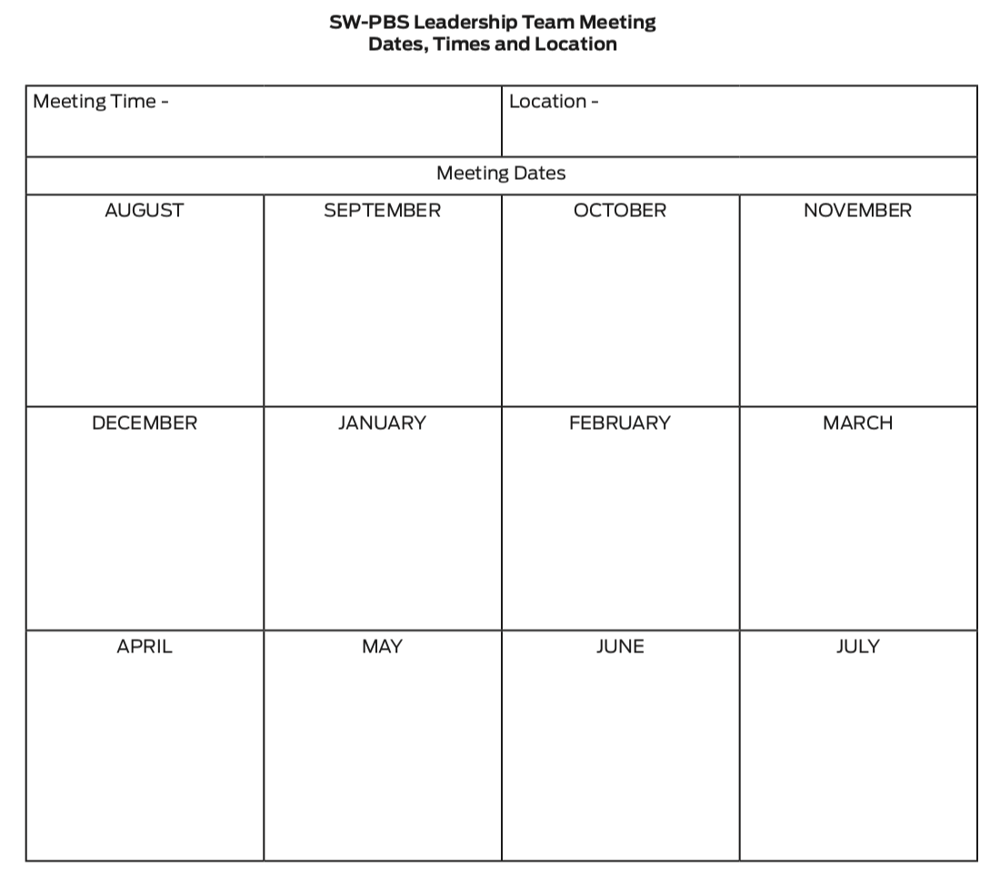 SW-PBS Leadership Team Meeting
Dates, Times and Location
Meeting Time -
Location -
Meeting Dates
AUGUST
SEPTEMBER
OCTOBER
NOVEMBER
DECEMBER
JANUARY
FEBRUARY
MARCH
APRIL
MAY
JUNE
JULY